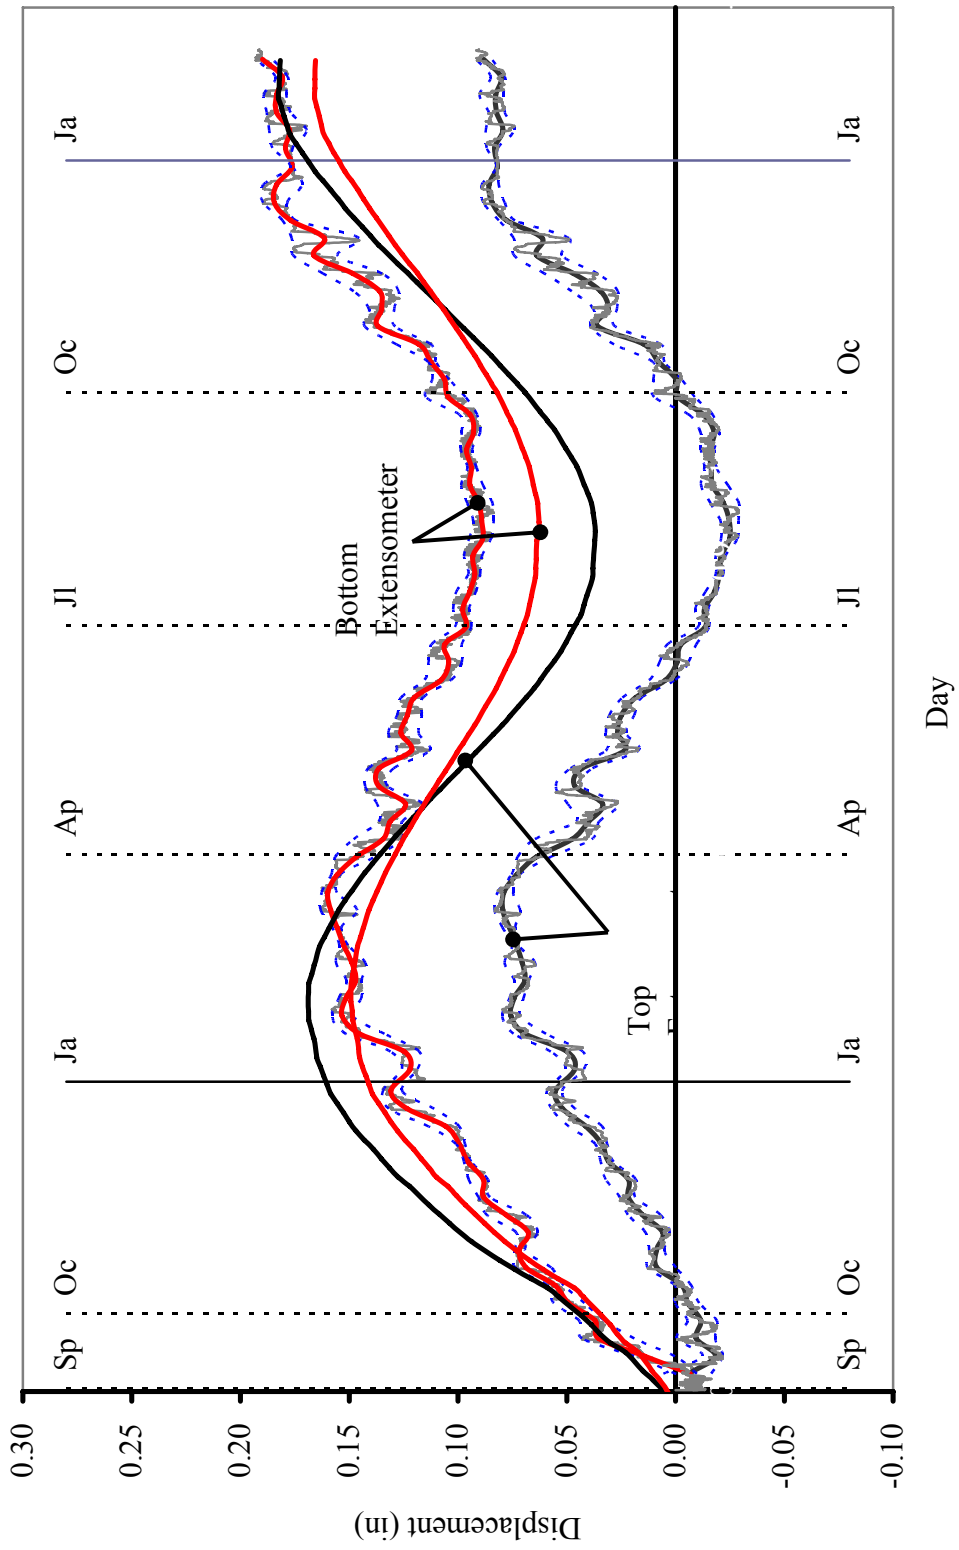 Sp Oc Ja Ap Jl Oc Ja
0.30
0.25
0.20
0.15
0.10
0.05
0.00
-0.05
-0.10
Displacement (in)
Bottom
Extensometer
Top
Sp Oc Ja Ap Jl Oc Ja
Day